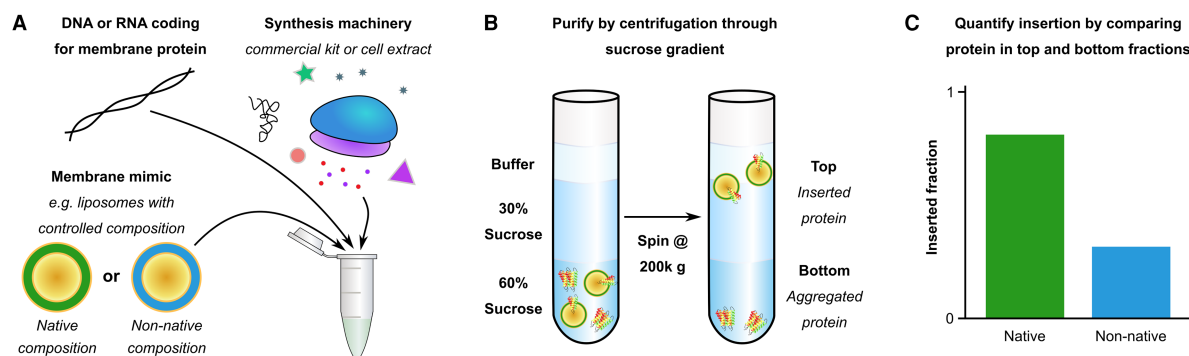 A
DNA or RNA coding
for membrane protein
Synthesis machinery
commercial kit or cell extract
Membrane mimic
e.g. liposomes with
controlled composition
or
Native
composition
Non-native
composition
B
Purify by centrifugation through
sucrose gradient
Buffer
30%
Sucrose
60%
Sucrose
Spin @
200k g
Top
Inserted
protein
Bottom
Aggregated
protein
C
Quantify insertion by comparing
protein in top and bottom fractions
1
Inserted fraction
0
Native
Non-native